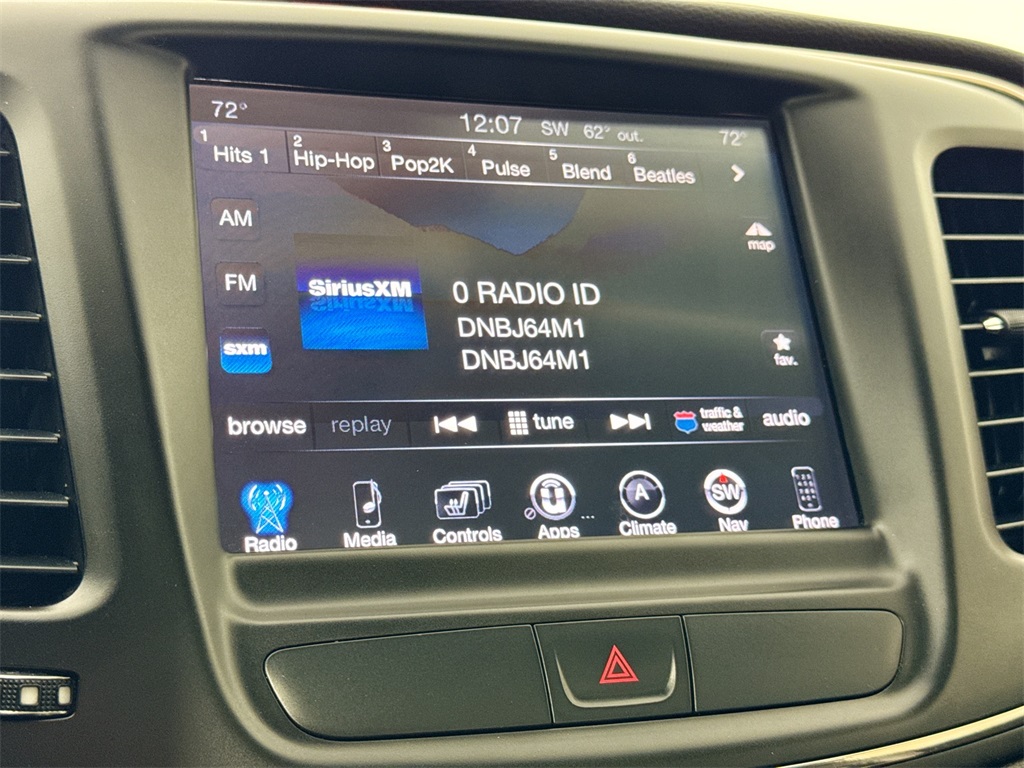 72° 12:07 SW 62° out. 72°
1 Hits 1 2 Hip-Hop 3 Pop2K 4 Pulse 5 Blend 6 Beatles
AM
map
FM
SiriusXM
0 RADIO ID
DNBJ64M1
DNBJ64M1
sxm
fav.
browse replay tune traffic & weather audio
A SW
Radio Media Controls Apps ... Climate Nav Phone